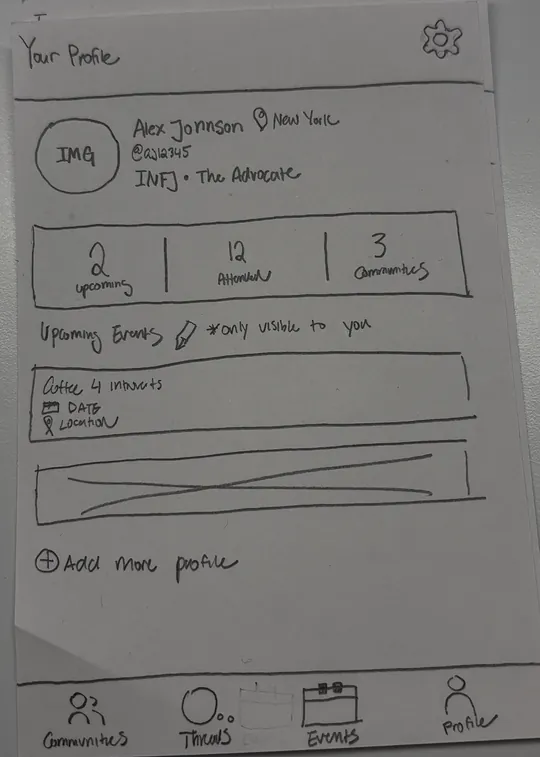 Your Profile
Alex Jonnson New York
@aj12345
IMG
INFJ • The Advocate
2 12 3
upcoming Attended Communities
Upcoming Events *only visible to you
Coffee 4 introverts
DATE
Location
Add more profile
Communities Threads Events Profile